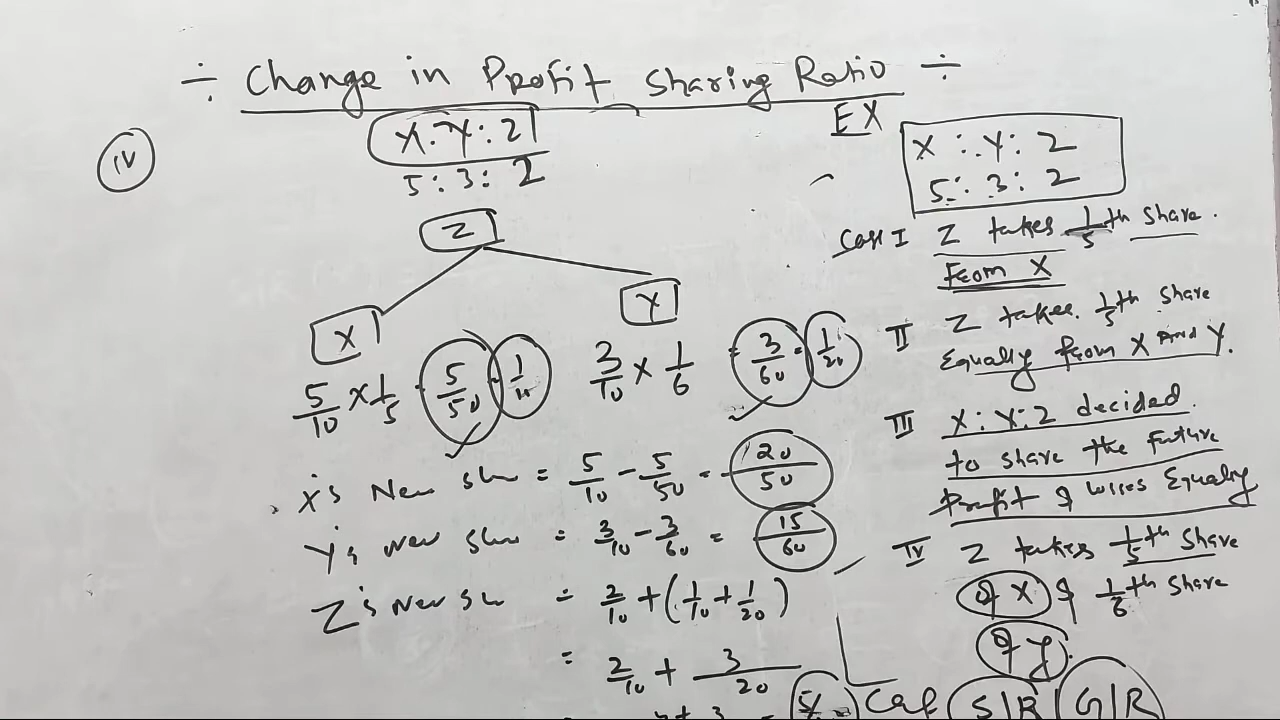 ÷ Change in Profit Sharing Ratio ÷
IV
X:Y:Z
5:3:2
Z
X
Y
5/10 × 1/5 = 5/50 = 1/10
3/10 × 1/6 = 3/60 = 1/20
X's New Sh = 5/10 - 5/50 = 20/50
Y's New Sh = 3/10 - 3/60 = 15/60
Z's New Sh = 2/10 + (1/10 + 1/20)
= 2/10 + 3/20
= 4+3
EX
X : Y : Z
5 : 3 : 2
Case I Z takes 1/5th Share.
From X
II Z takes 1/5th Share
Equally from X and Y.
III X:Y:Z decided
to share the Future
Profit & losses Equally
IV Z takes 1/5th Share
of X & 1/6th Share
of Y.
Cal S|R | G|R